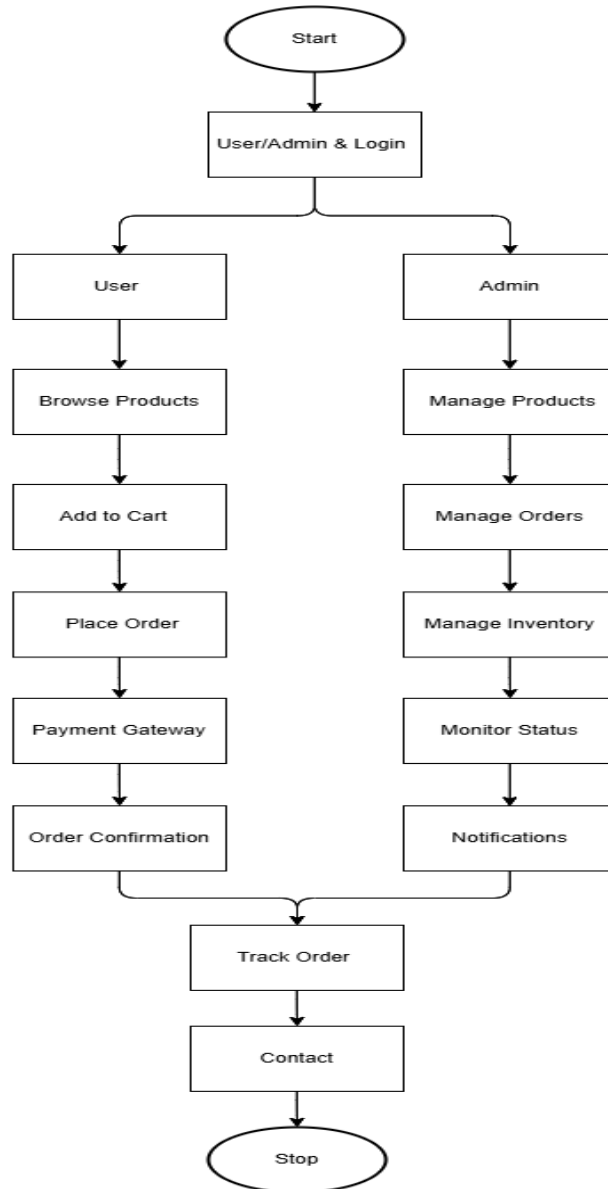 Start
User/Admin & Login
User
Admin
Browse Products
Manage Products
Add to Cart
Manage Orders
Place Order
Manage Inventory
Payment Gateway
Monitor Status
Order Confirmation
Notifications
Track Order
Contact
Stop